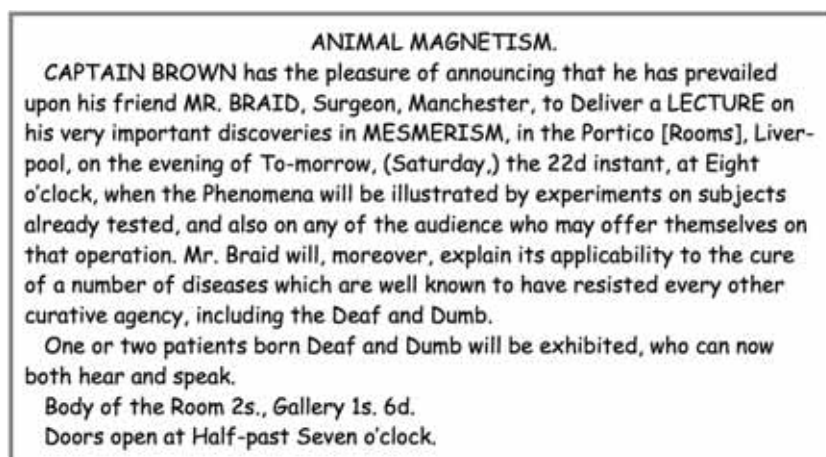 ANIMAL MAGNETISM.
CAPTAIN BROWN has the pleasure of announcing that he has prevailed
upon his friend MR. BRAID, Surgeon, Manchester, to Deliver a LECTURE on
his very important discoveries in MESMERISM, in the Portico [Rooms], Liver-
pool, on the evening of To-morrow, (Saturday,) the 22d instant, at Eight
o'clock, when the Phenomena will be illustrated by experiments on subjects
already tested, and also on any of the audience who may offer themselves on
that operation. Mr. Braid will, moreover, explain its applicability to the cure
of a number of diseases which are well known to have resisted every other
curative agency, including the Deaf and Dumb.
One or two patients born Deaf and Dumb will be exhibited, who can now
both hear and speak.
Body of the Room 2s., Gallery 1s. 6d.
Doors open at Half-past Seven o'clock.